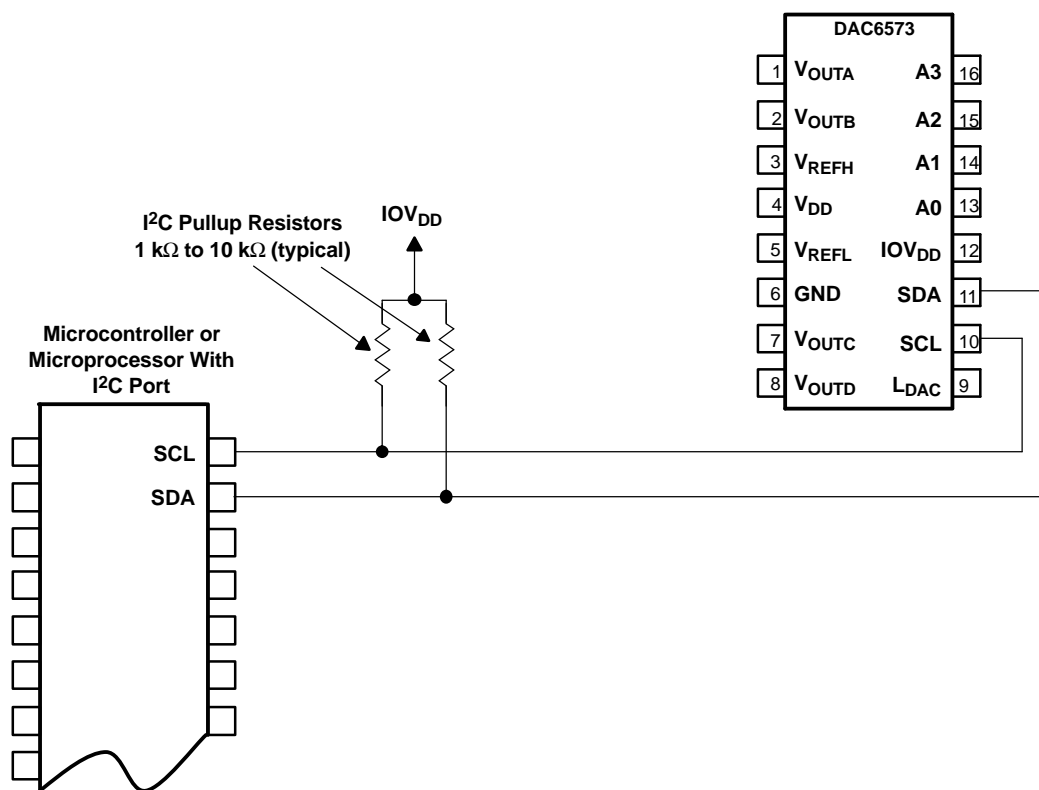 DAC6573
1 VOUTA A3 16
2 VOUTB A2 15
3 VREFH A1 14
4 VDD A0 13
5 VREFL IOVDD 12
6 GND SDA 11
7 VOUTC SCL 10
8 VOUTD LDAC 9
I2C Pullup Resistors
1 kΩ to 10 kΩ (typical)
IOVDD
Microcontroller or
Microprocessor With
I2C Port
SCL
SDA